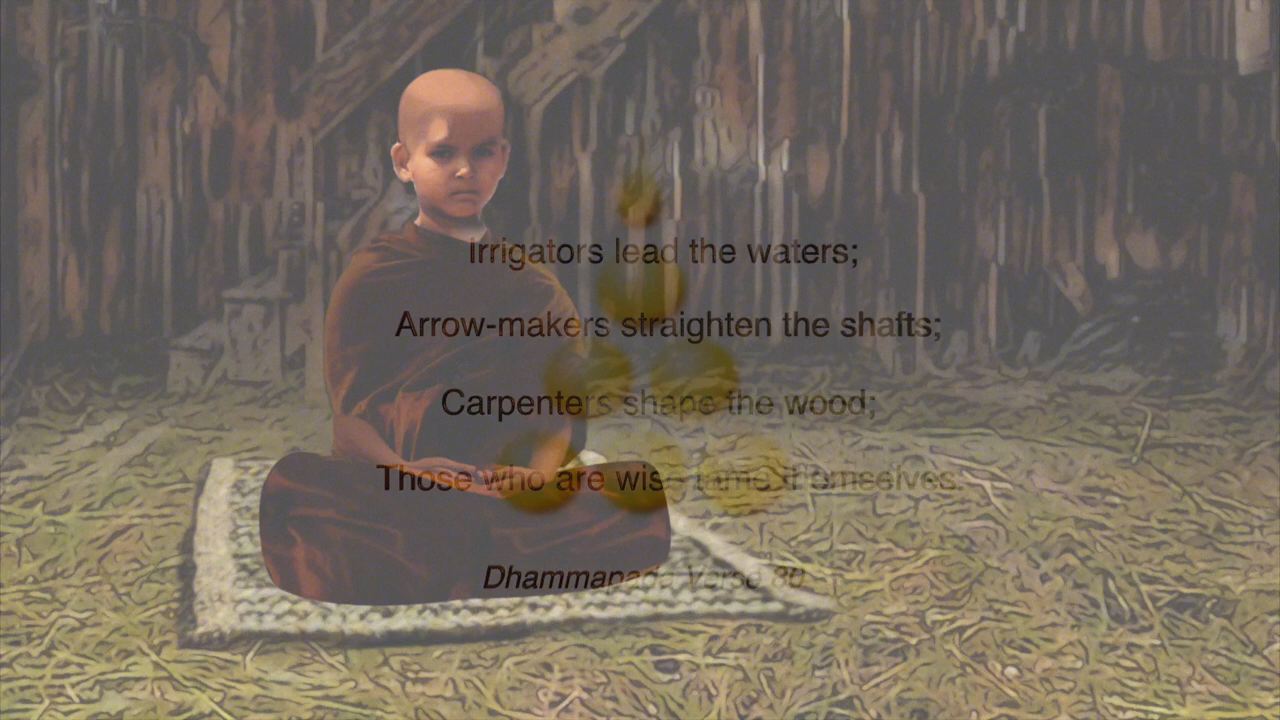 Irrigators lead the waters;
Arrow-makers straighten the shafts;
Carpenters shape the wood;
Those who are wise tame themselves.
Dhammapada Verse 80